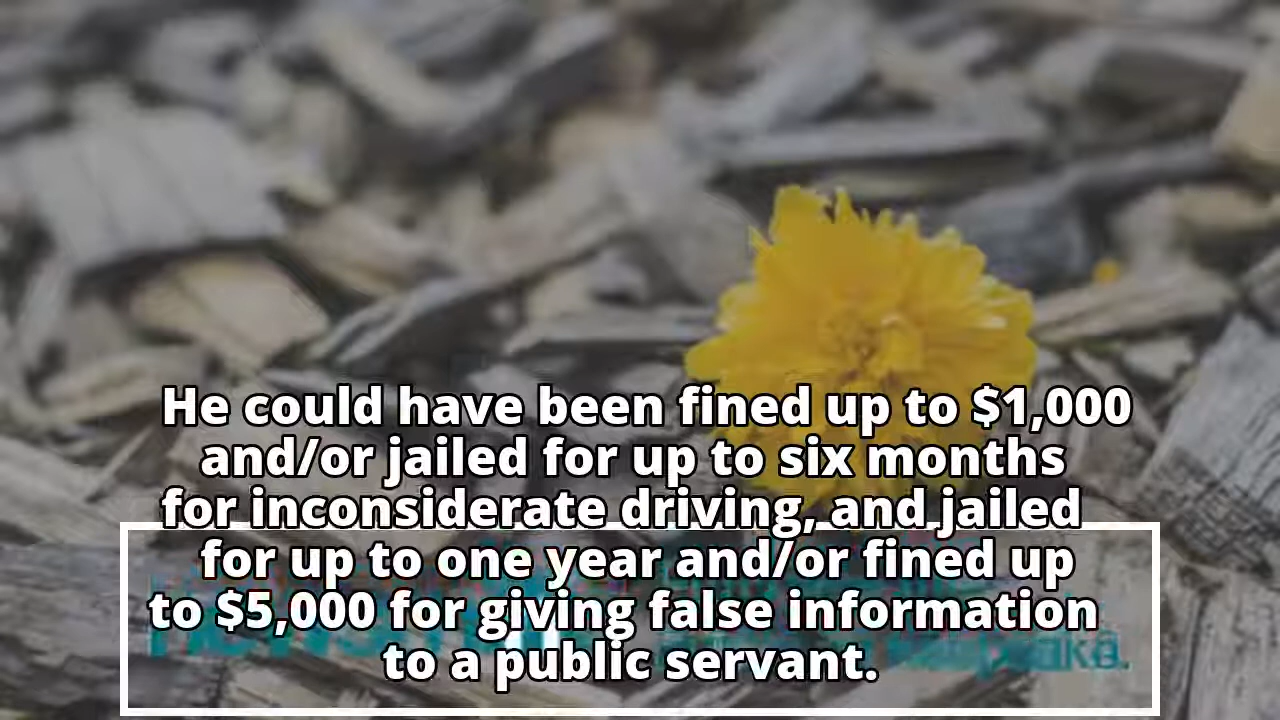 He could have been fined up to $1,000
and/or jailed for up to six months
for inconsiderate driving, and jailed
for up to one year and/or fined up
to $5,000 for giving false information
to a public servant.